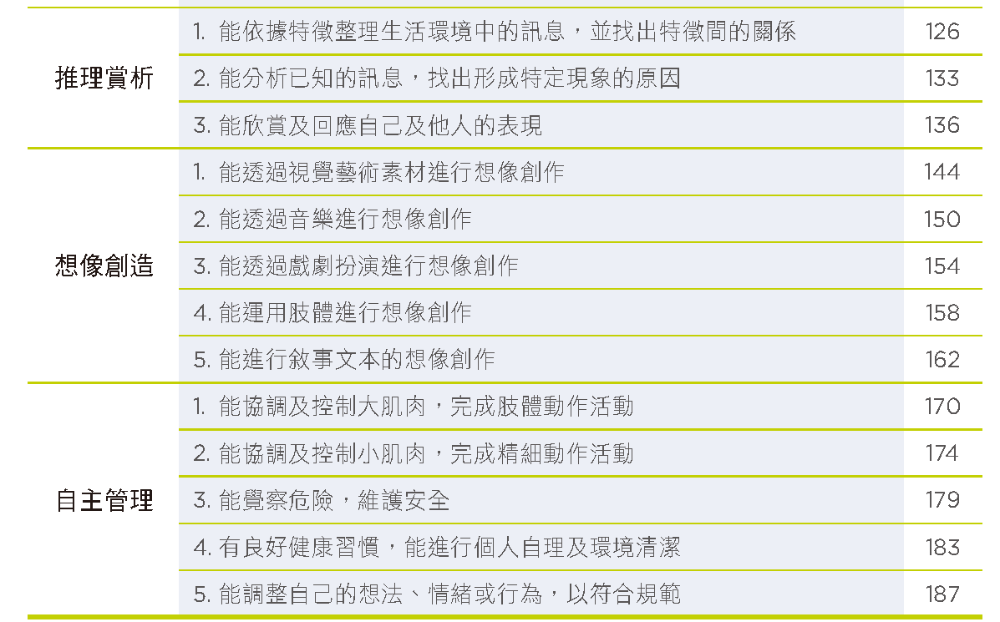 推理賞析
1. 能依據特徵整理生活環境中的訊息，並找出特徵間的關係 126
2. 能分析已知的訊息，找出形成特定現象的原因 133
3. 能欣賞及回應自己及他人的表現 136
想像創造
1. 能透過視覺藝術素材進行想像創作 144
2. 能透過音樂進行想像創作 150
3. 能透過戲劇扮演進行想像創作 154
4. 能運用肢體進行想像創作 158
5. 能進行敘事文本的想像創作 162
自主管理
1. 能協調及控制大肌肉，完成肢體動作活動 170
2. 能協調及控制小肌肉，完成精細動作活動 174
3. 能覺察危險，維護安全 179
4. 有良好健康習慣，能進行個人自理及環境清潔 183
5. 能調整自己的想法、情緒或行為，以符合規範 187